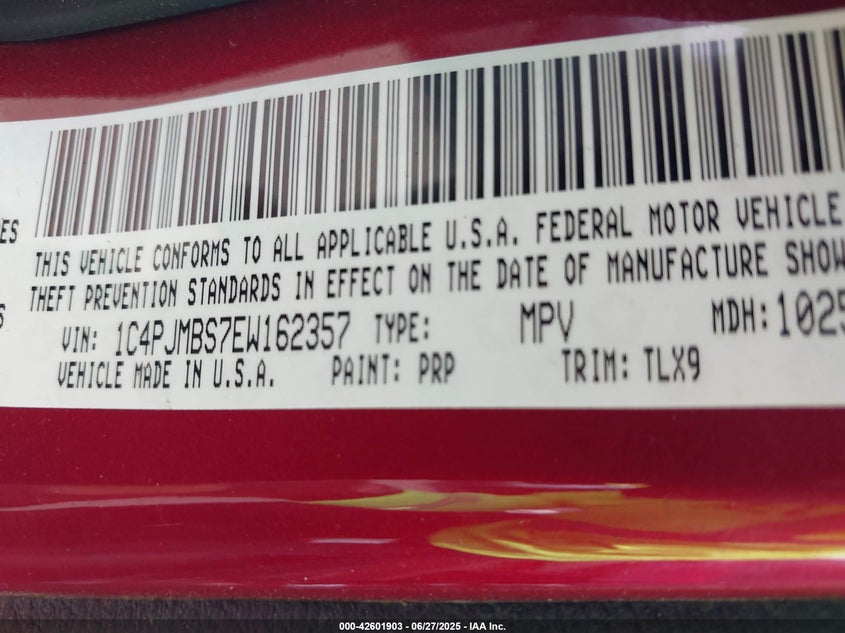 ES
THIS VEHICLE CONFORMS TO ALL APPLICABLE U.S.A. FEDERAL MOTOR VEHICLE
THEFT PREVENTION STANDARDS IN EFFECT ON THE DATE OF MANUFACTURE SHOW
S
VIN: 1C4PJMBS7EW162357 TYPE: MPV MDH: 1025
VEHICLE MADE IN U.S.A. PAINT: PRP TRIM: TLX9
000-42601903 — 06/27/2025 - IAA Inc.